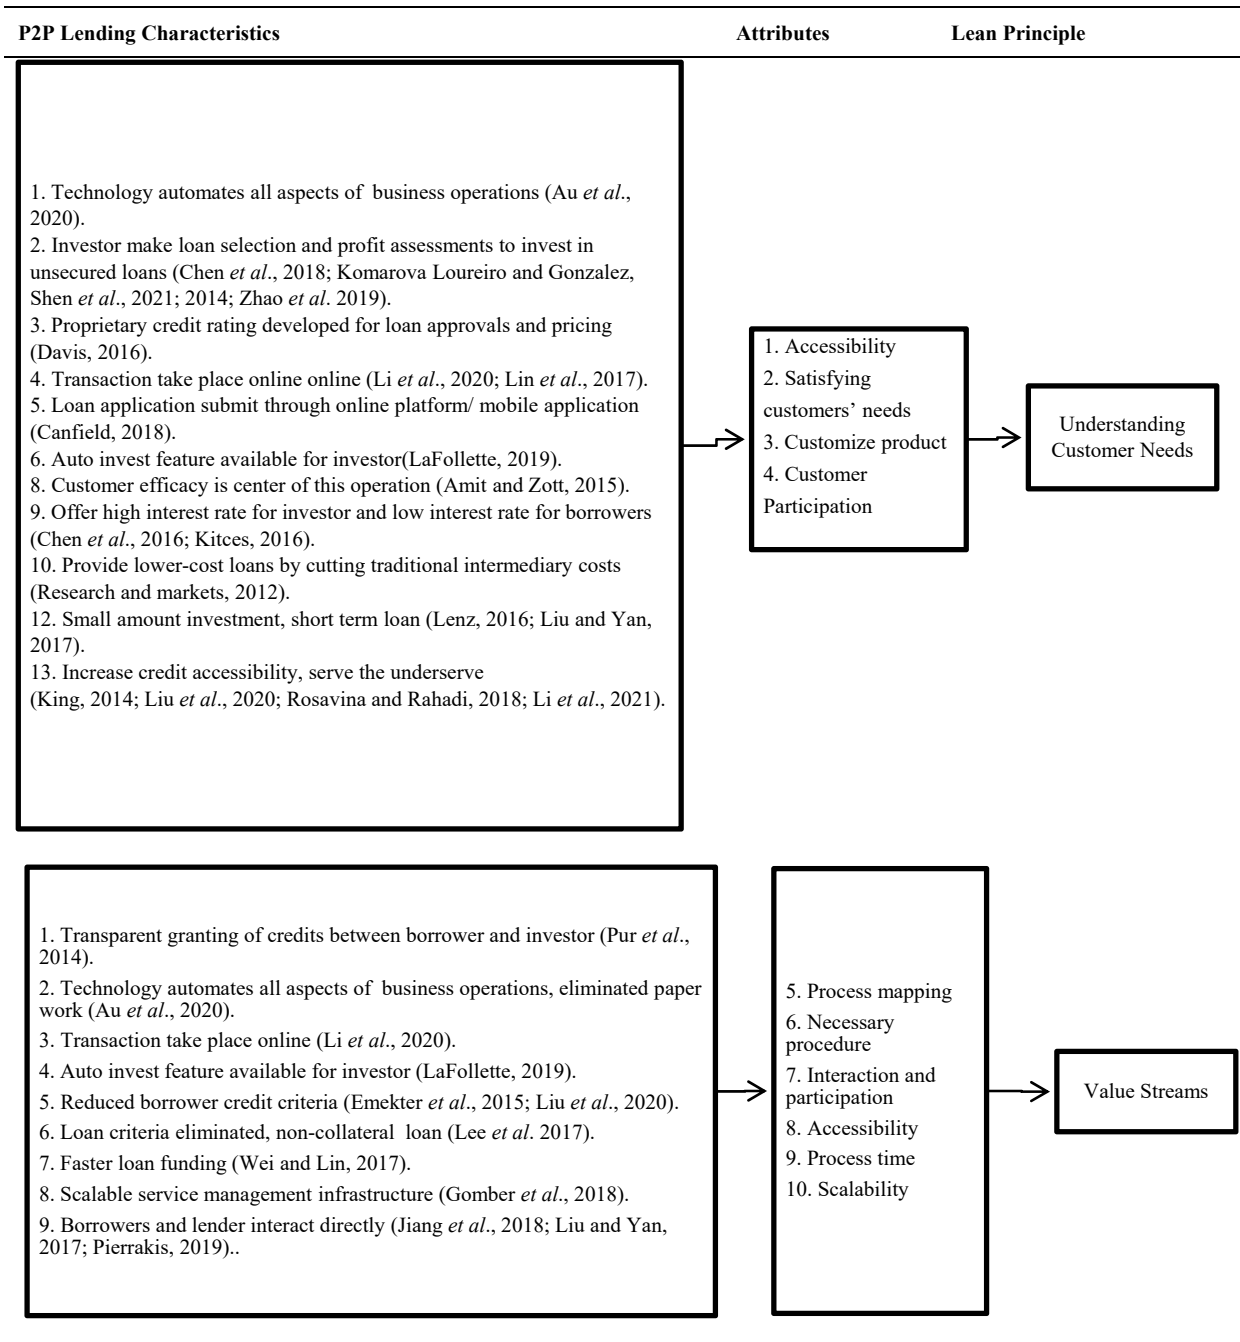 P2P Lending Characteristics
Attributes
Lean Principle
1. Technology automates all aspects of business operations (Au et al.,
2020).
2. Investor make loan selection and profit assessments to invest in
unsecured loans (Chen et al., 2018; Komarova Loureiro and Gonzalez,
Shen et al., 2021; 2014; Zhao et al. 2019).
3. Proprietary credit rating developed for loan approvals and pricing
(Davis, 2016).
4. Transaction take place online online (Li et al., 2020; Lin et al., 2017).
5. Loan application submit through online platform/ mobile application
(Canfield, 2018).
6. Auto invest feature available for investor(LaFollette, 2019).
8. Customer efficacy is center of this operation (Amit and Zott, 2015).
9. Offer high interest rate for investor and low interest rate for borrowers
(Chen et al., 2016; Kitces, 2016).
10. Provide lower-cost loans by cutting traditional intermediary costs
(Research and markets, 2012).
12. Small amount investment, short term loan (Lenz, 2016; Liu and Yan,
2017).
13. Increase credit accessibility, serve the underserve
(King, 2014; Liu et al., 2020; Rosavina and Rahadi, 2018; Li et al., 2021).
1. Accessibility
2. Satisfying
customers’ needs
3. Customize product
4. Customer
Participation
Understanding
Customer Needs
1. Transparent granting of credits between borrower and investor (Pur et al.,
2014).
2. Technology automates all aspects of business operations, eliminated paper
work (Au et al., 2020).
3. Transaction take place online (Li et al., 2020).
4. Auto invest feature available for investor (LaFollette, 2019).
5. Reduced borrower credit criteria (Emekter et al., 2015; Liu et al., 2020).
6. Loan criteria eliminated, non-collateral loan (Lee et al. 2017).
7. Faster loan funding (Wei and Lin, 2017).
8. Scalable service management infrastructure (Gomber et al., 2018).
9. Borrowers and lender interact directly (Jiang et al., 2018; Liu and Yan,
2017; Pierrakis, 2019)..
5. Process mapping
6. Necessary
procedure
7. Interaction and
participation
8. Accessibility
9. Process time
10. Scalability
Value Streams